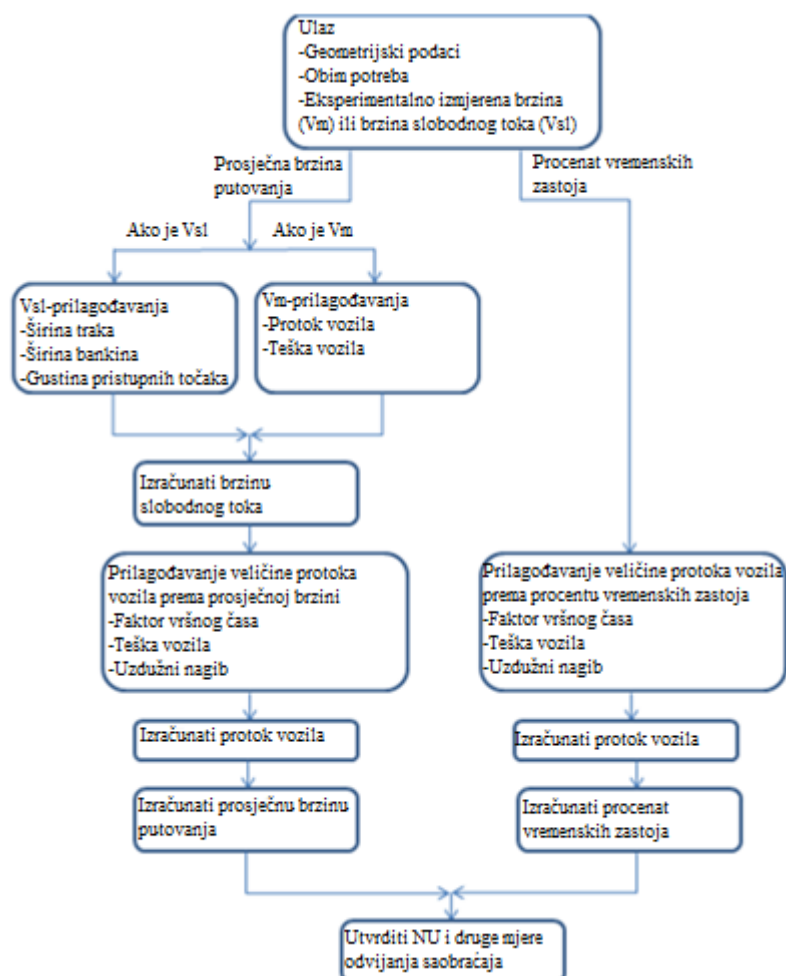 Ulaz
-Geometrijski podaci
-Obim potreba
-Eksperimentalno izmjerena brzina
(Vm) ili brzina slobodnog toka (Vsl)
Prosječna brzina
putovanja
Procenat vremenskih
zastoja
Ako je Vsl
Ako je Vm
Vsl-prilagođavanja
-Širina traka
-Širina bankina
-Gustina pristupnih točaka
Vm-prilagođavanja
-Protok vozila
-Teška vozila
Izračunati brzinu
slobodnog toka
Prilagođavanje veličine protoka
vozila prema prosječnoj brzini
-Faktor vršnog časa
-Teška vozila
-Uzdužni nagib
Prilagođavanje veličine protoka vozila
prema procentu vremenskih zastoja
-Faktor vršnog časa
-Teška vozila
-Uzdužni nagib
Izračunati protok vozila
Izračunati protok vozila
Izračunati prosječnu brzinu
putovanja
Izračunati procenat
vremenskih zastoja
Utvrditi NU i druge mjere
odvijanja saobraćaja